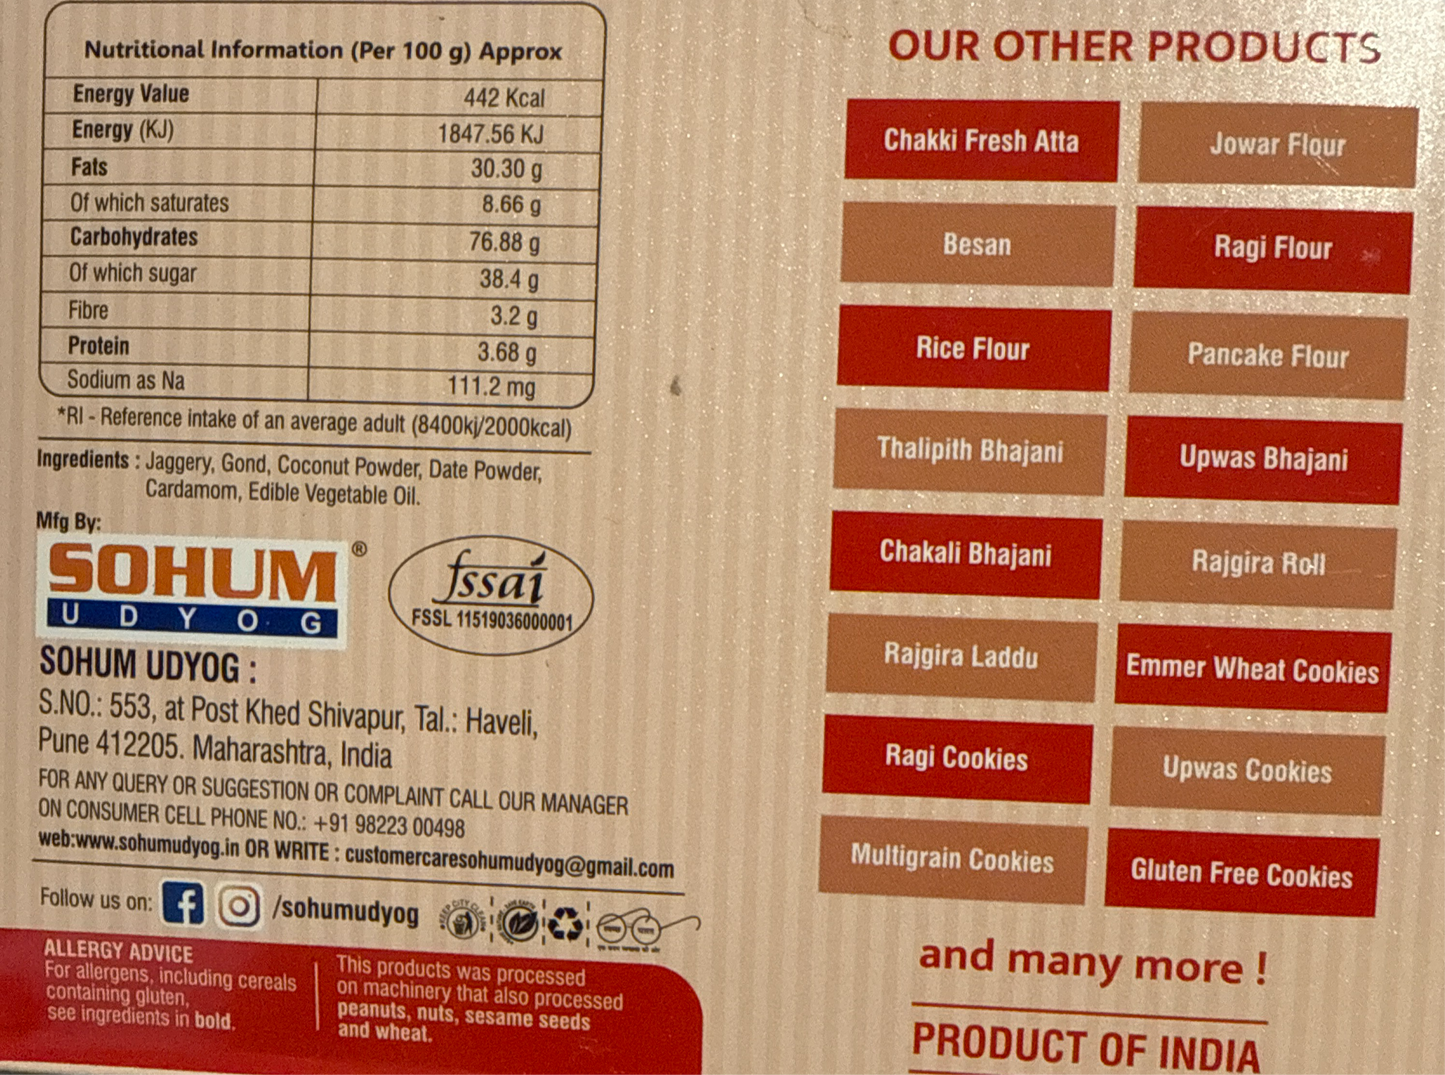 Nutritional Information (Per 100 g) Approx
Energy Value 442 Kcal
Energy (KJ) 1847.56 KJ
Fats 30.30 g
Of which saturates 8.66 g
Carbohydrates 76.88 g
Of which sugar 38.4 g
Fibre 3.2 g
Protein 3.68 g
Sodium as Na 111.2 mg
*RI - Reference intake of an average adult (8400kj/2000kcal)
Ingredients : Jaggery, Gond, Coconut Powder, Date Powder,
Cardamom, Edible Vegetable Oil.
Mfg By:
SOHUM ®
UDYOG
fssai
FSSL 11519036000001
SOHUM UDYOG :
S.NO.: 553, at Post Khed Shivapur, Tal.: Haveli,
Pune 412205. Maharashtra, India
FOR ANY QUERY OR SUGGESTION OR COMPLAINT CALL OUR MANAGER
ON CONSUMER CELL PHONE NO.: +91 98223 00498
web:www.sohumudyog.in OR WRITE : customercaresohumudyog@gmail.com
Follow us on: f /sohumudyog
ALLERGY ADVICE
For allergens, including cereals
containing gluten,
see ingredients in bold.
This products was processed
on machinery that also processed
peanuts, nuts, sesame seeds
and wheat.
OUR OTHER PRODUCTS
Chakki Fresh Atta
Jowar Flour
Besan
Ragi Flour
Rice Flour
Pancake Flour
Thalipith Bhajani
Upwas Bhajani
Chakali Bhajani
Rajgira Roll
Rajgira Laddu
Emmer Wheat Cookies
Ragi Cookies
Upwas Cookies
Multigrain Cookies
Gluten Free Cookies
and many more !
PRODUCT OF INDIA